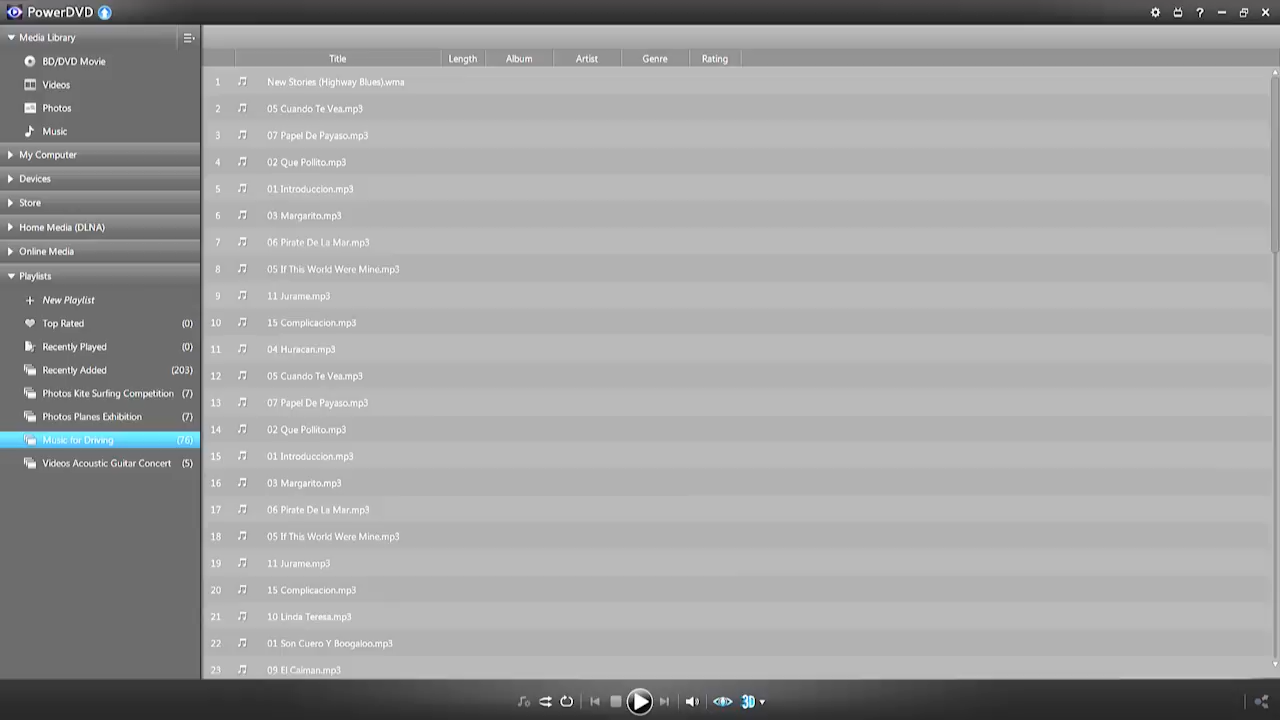 PowerDVD
?
Media Library
BD/DVD Movie
Videos
Photos
Music
My Computer
Devices
Store
Home Media (DLNA)
Online Media
Playlists
New Playlist
Top Rated (0)
Recently Played (0)
Recently Added (203)
Photos Kite Surfing Competition (7)
Photos Planes Exhibition (7)
Music for Driving (76)
Videos Acoustic Guitar Concert (5)
Title Length Album Artist Genre Rating
1 New Stories (Highway Blues).wma
2 05 Cuando Te Vea.mp3
3 07 Papel De Payaso.mp3
4 02 Que Pollito.mp3
5 01 Introduccion.mp3
6 03 Margarito.mp3
7 06 Pirate De La Mar.mp3
8 05 If This World Were Mine.mp3
9 11 Jurame.mp3
10 15 Complicacion.mp3
11 04 Huracan.mp3
12 05 Cuando Te Vea.mp3
13 07 Papel De Payaso.mp3
14 02 Que Pollito.mp3
15 01 Introduccion.mp3
16 03 Margarito.mp3
17 06 Pirate De La Mar.mp3
18 05 If This World Were Mine.mp3
19 11 Jurame.mp3
20 15 Complicacion.mp3
21 10 Linda Teresa.mp3
22 01 Son Cuero Y Boogaloo.mp3
23 09 El Caiman.mp3
3D